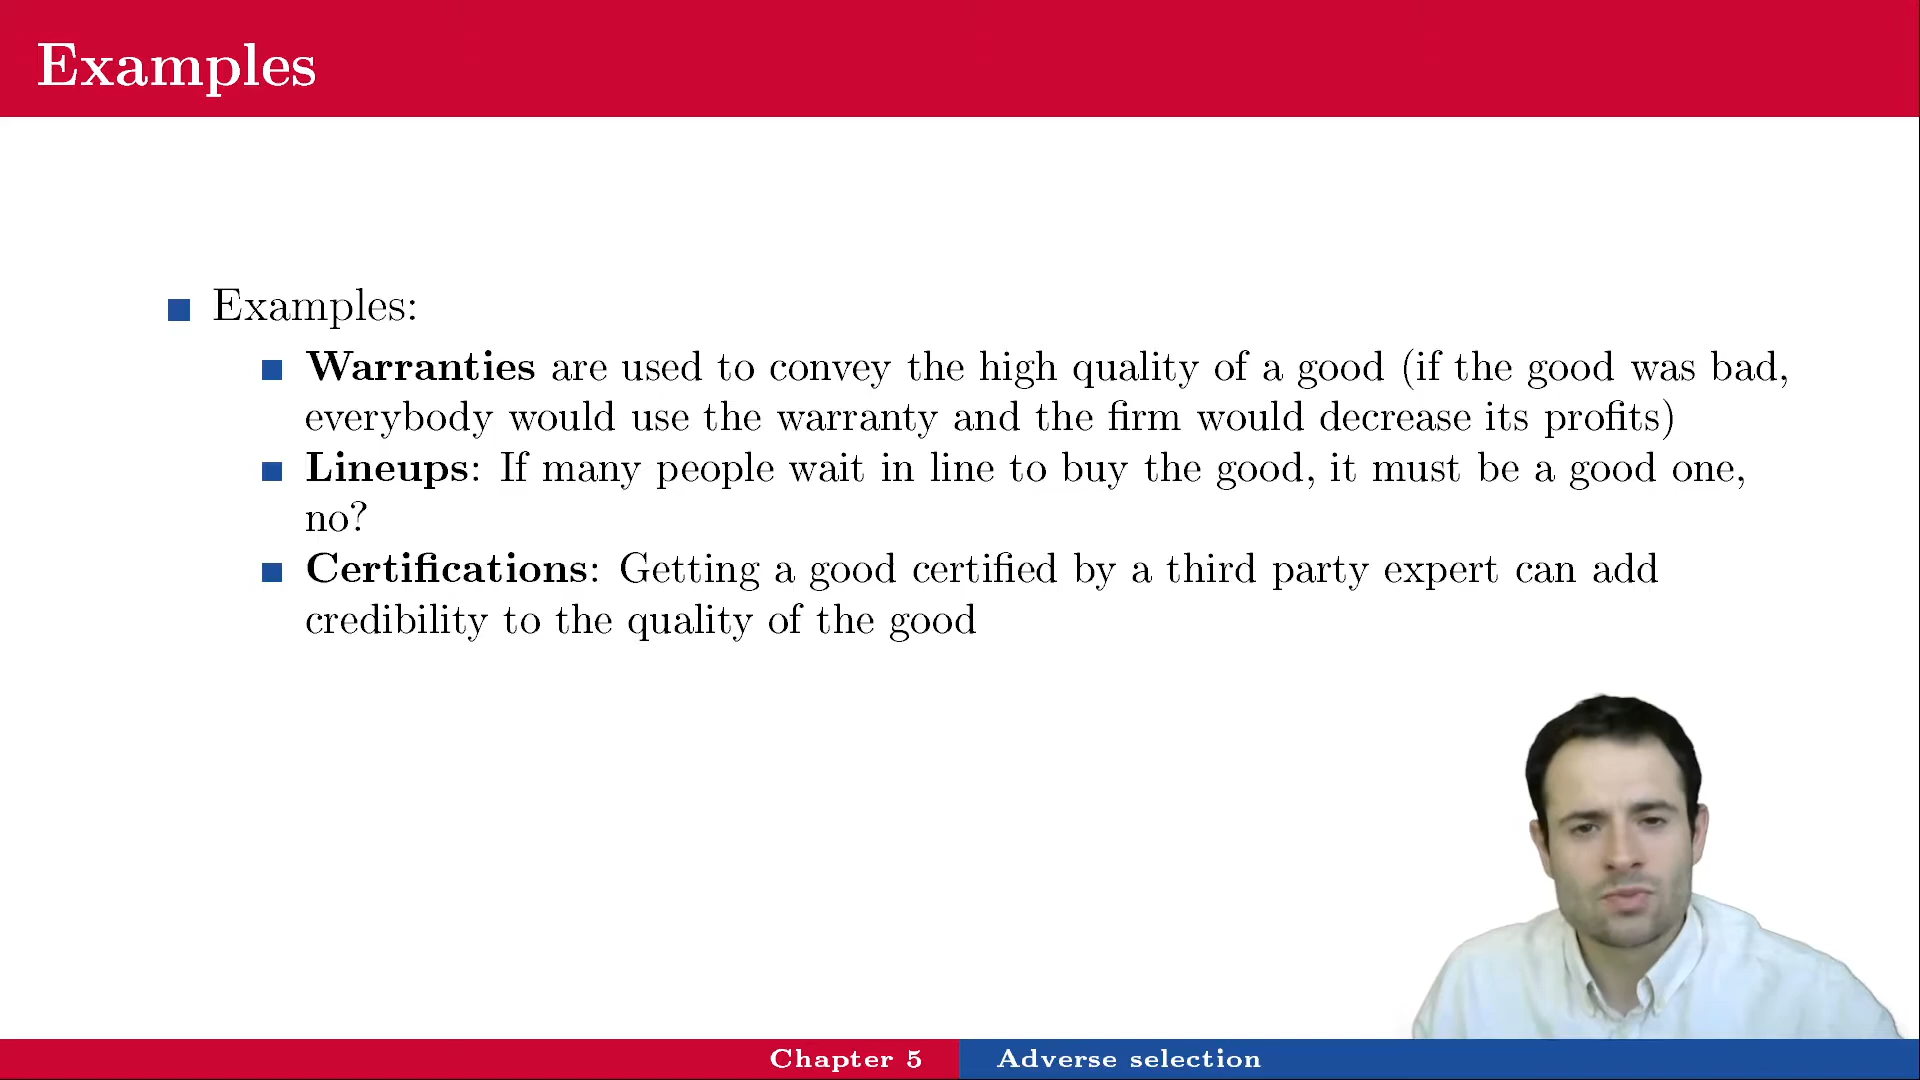 Examples
Examples:
Warranties are used to convey the high quality of a good (if the good was bad,
everybody would use the warranty and the firm would decrease its profits)
Lineups: If many people wait in line to buy the good, it must be a good one,
no?
Certifications: Getting a good certified by a third party expert can add
credibility to the quality of the good
Chapter 5
Adverse selection